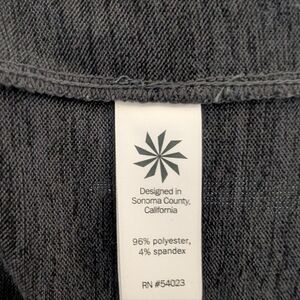 Designed in
Sonoma County,
California
96% polyester,
4% spandex
RN #54023